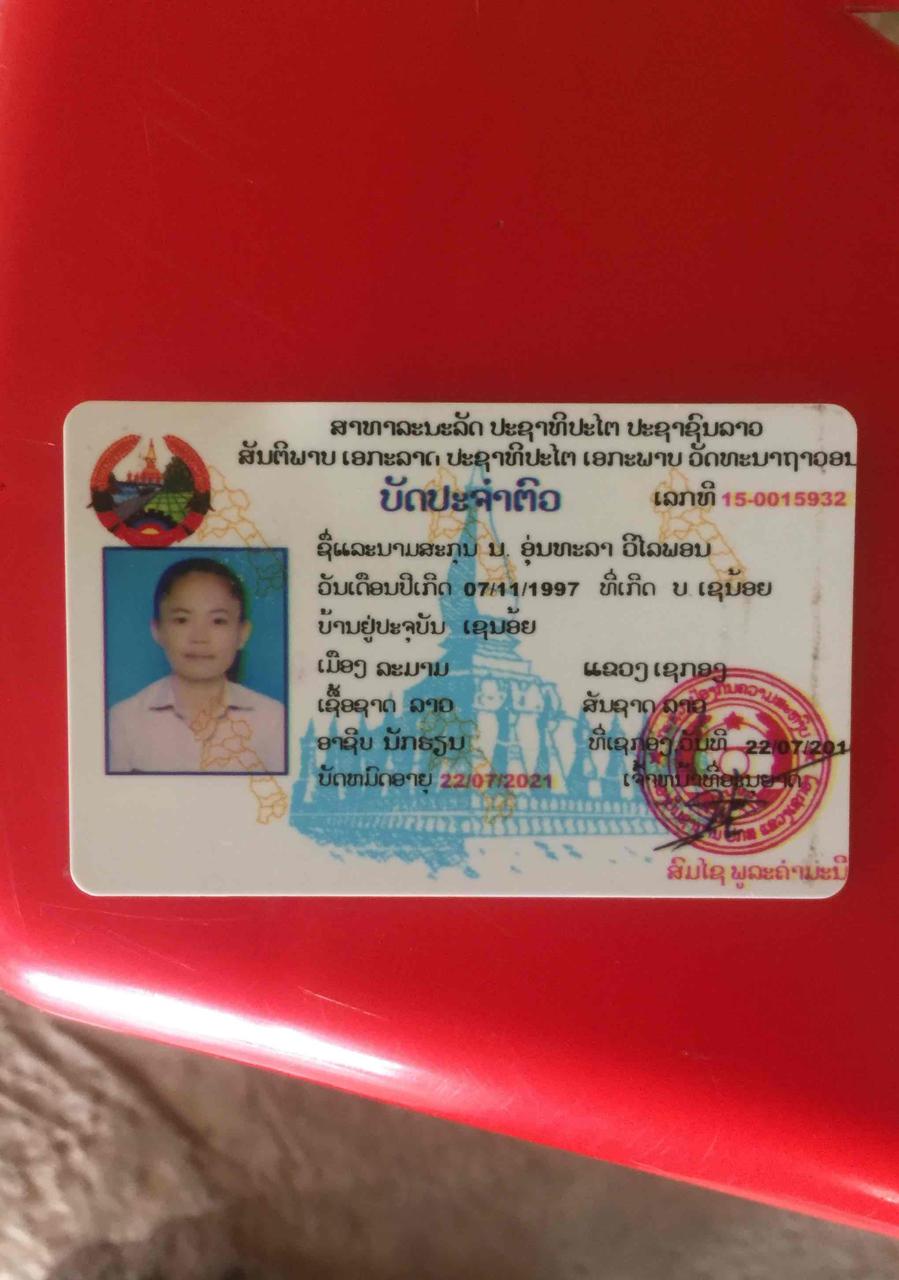 ສາທາລະນະລັດ ປະຊາທິປະໄຕ ປະຊາຊົນລາວ
ສັນຕິພາບ ເອກະລາດ ປະຊາທິປະໄຕ ເອກະພາບ ວັດທະນາຖາວອນ
ບັດປະຈຳຕົວ ເລກທີ 15-0015932
ຊື່ແລະນາມສະກຸນ ນ. ອຸ່ນທະລາ ວິໄລພອນ
ວັນເດືອນປີເກີດ 07/11/1997 ທີ່ເກີດ ບ. ເຊນ້ອຍ
ບ້ານຢູ່ປະຈຸບັນ ເຊນ້ອຍ
ເມືອງ ລະມາມ ແຂວງ ເຊກອງ
ເຊື້ອຊາດ ລາວ ສັນຊາດ ລາວ
ອາຊີບ ນັກຮຽນ ທີ່ເຊກອງ ວັນທີ 22/07/201
ບັດຫມົດອາຍຸ 22/07/2021 ເຈົ້າຫນ້າທີ່ອະນຸຍາດ
ສົມໄຊ ພູລະຄຳມະນີ